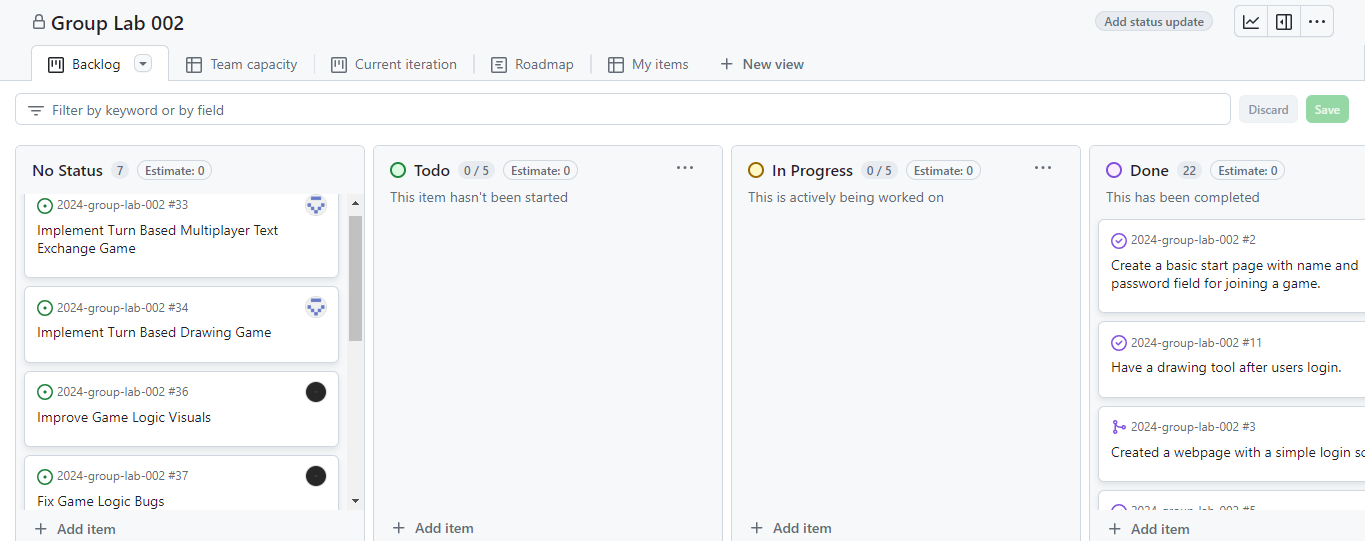 Group Lab 002
Add status update
Backlog
Team capacity
Current iteration
Roadmap
My items
New view
Filter by keyword or by field
Discard
Save
No Status 7 Estimate: 0
2024-group-lab-002 #33
Implement Turn Based Multiplayer Text
Exchange Game
2024-group-lab-002 #34
Implement Turn Based Drawing Game
2024-group-lab-002 #36
Improve Game Logic Visuals
2024-group-lab-002 #37
Fix Game Logic Bugs
Add item
Todo 0 / 5 Estimate: 0
This item hasn't been started
Add item
In Progress 0 / 5 Estimate: 0
This is actively being worked on
Add item
Done 22 Estimate: 0
This has been completed
2024-group-lab-002 #2
Create a basic start page with name and
password field for joining a game.
2024-group-lab-002 #11
Have a drawing tool after users login.
2024-group-lab-002 #3
Created a webpage with a simple login
2024-group-lab-002 #5
Add item